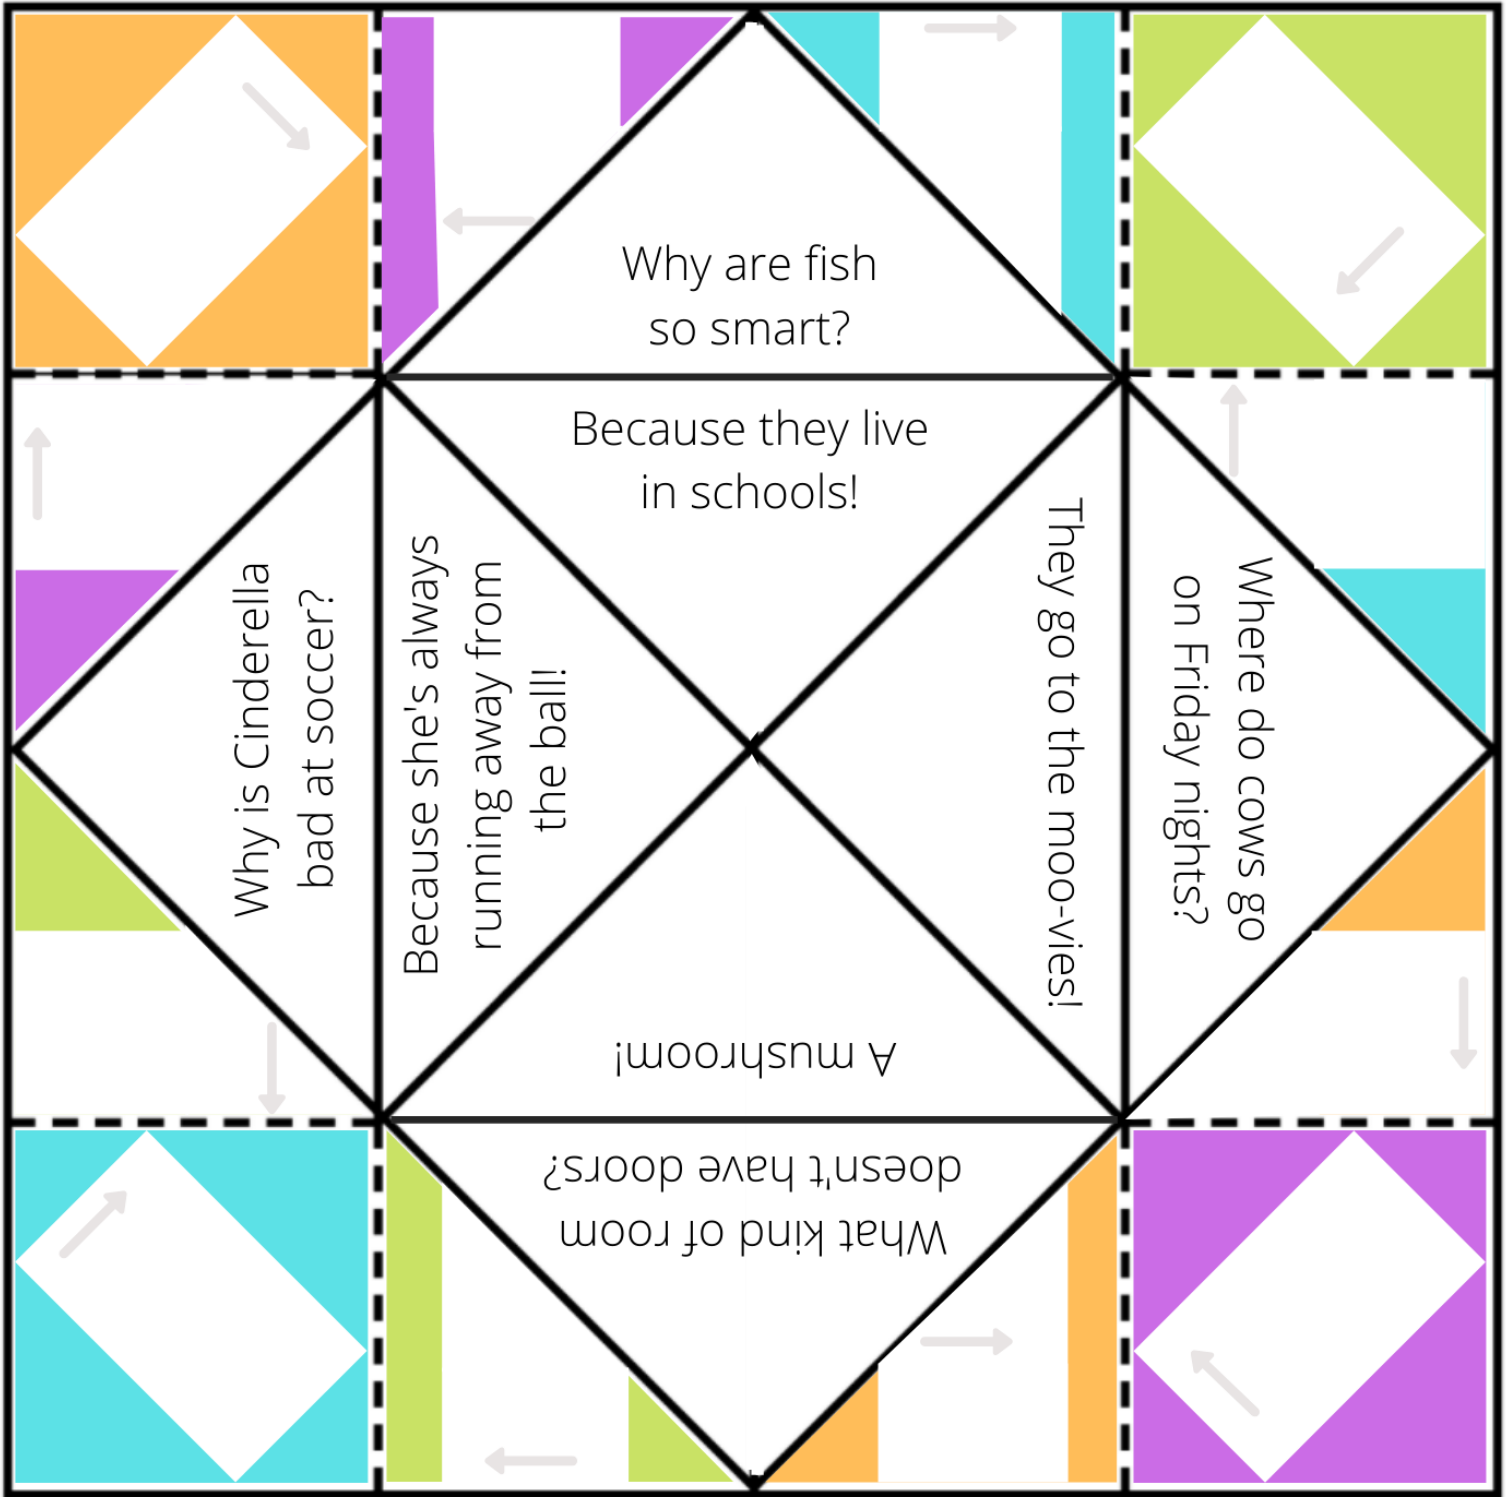 Why are fish
so smart?
Because they live
in schools!
Why is Cinderella
bad at soccer?
Because she's always
running away from
the ball!
They go to the moo-vies!
Where do cows go
on Friday nights?
A mushroom!
What kind of room
doesn't have doors?